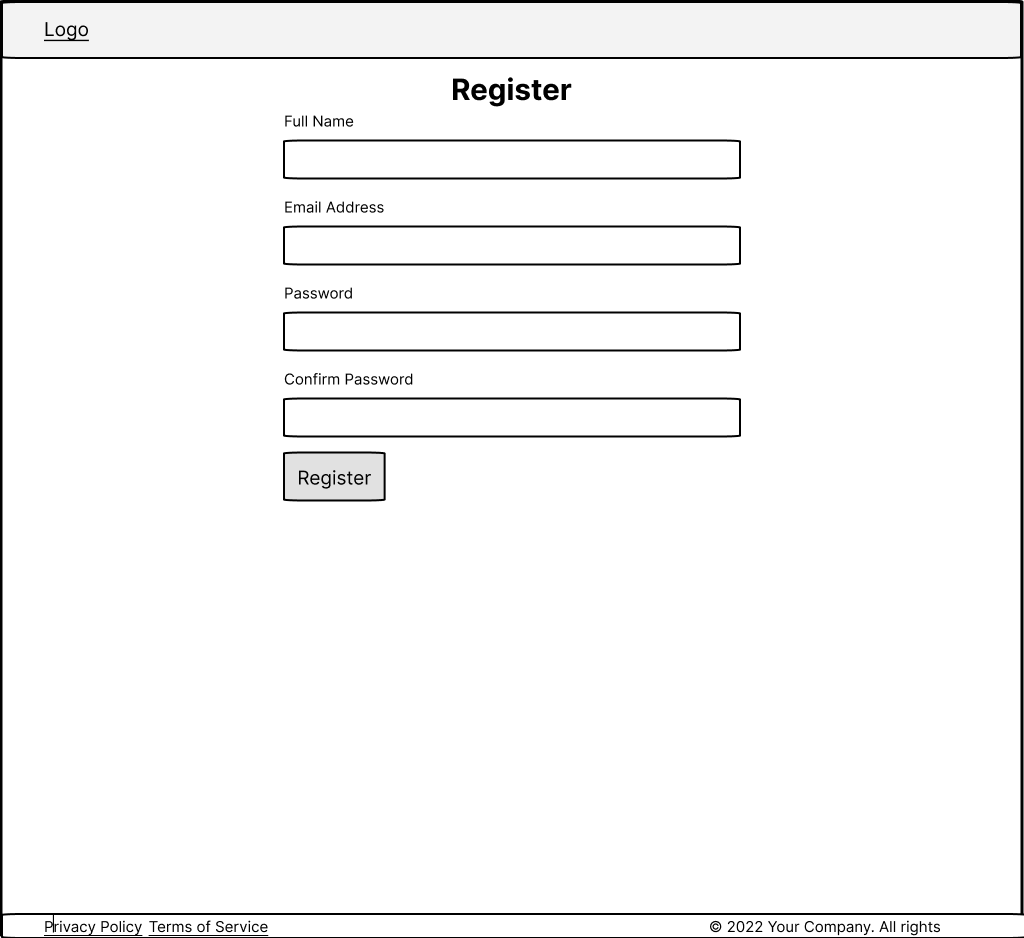 Logo
Register
Full Name
Email Address
Password
Confirm Password
Register
Privacy Policy Terms of Service © 2022 Your Company. All rights